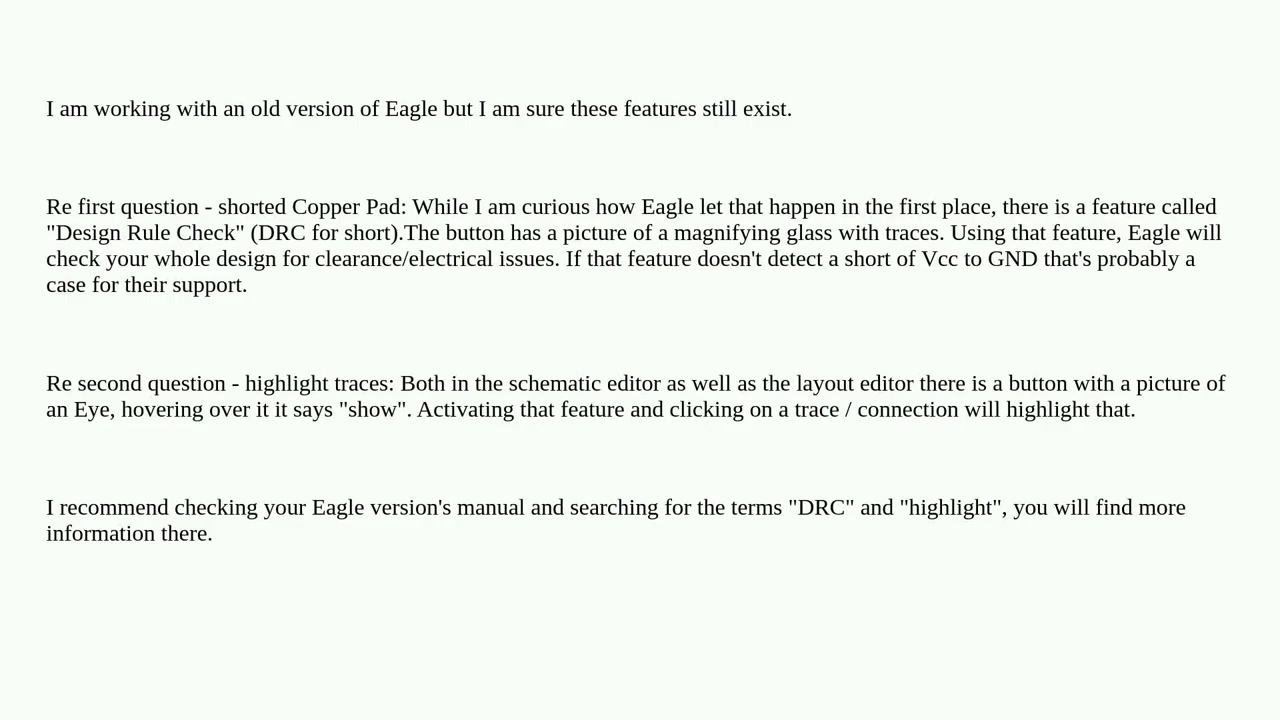 I am working with an old version of Eagle but I am sure these features still exist.
Re first question - shorted Copper Pad: While I am curious how Eagle let that happen in the first place, there is a feature called
"Design Rule Check" (DRC for short).The button has a picture of a magnifying glass with traces. Using that feature, Eagle will
check your whole design for clearance/electrical issues. If that feature doesn't detect a short of Vcc to GND that's probably a
case for their support.
Re second question - highlight traces: Both in the schematic editor as well as the layout editor there is a button with a picture of
an Eye, hovering over it it says "show". Activating that feature and clicking on a trace / connection will highlight that.
I recommend checking your Eagle version's manual and searching for the terms "DRC" and "highlight", you will find more
information there.